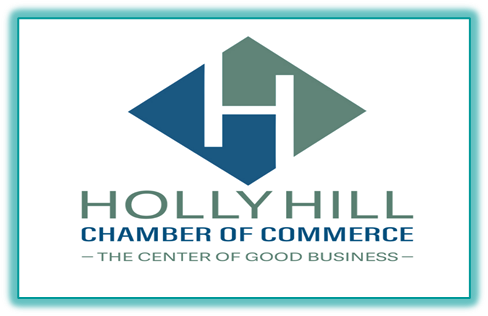 H
HOLLY HILL
CHAMBER OF COMMERCE
– THE CENTER OF GOOD BUSINESS –